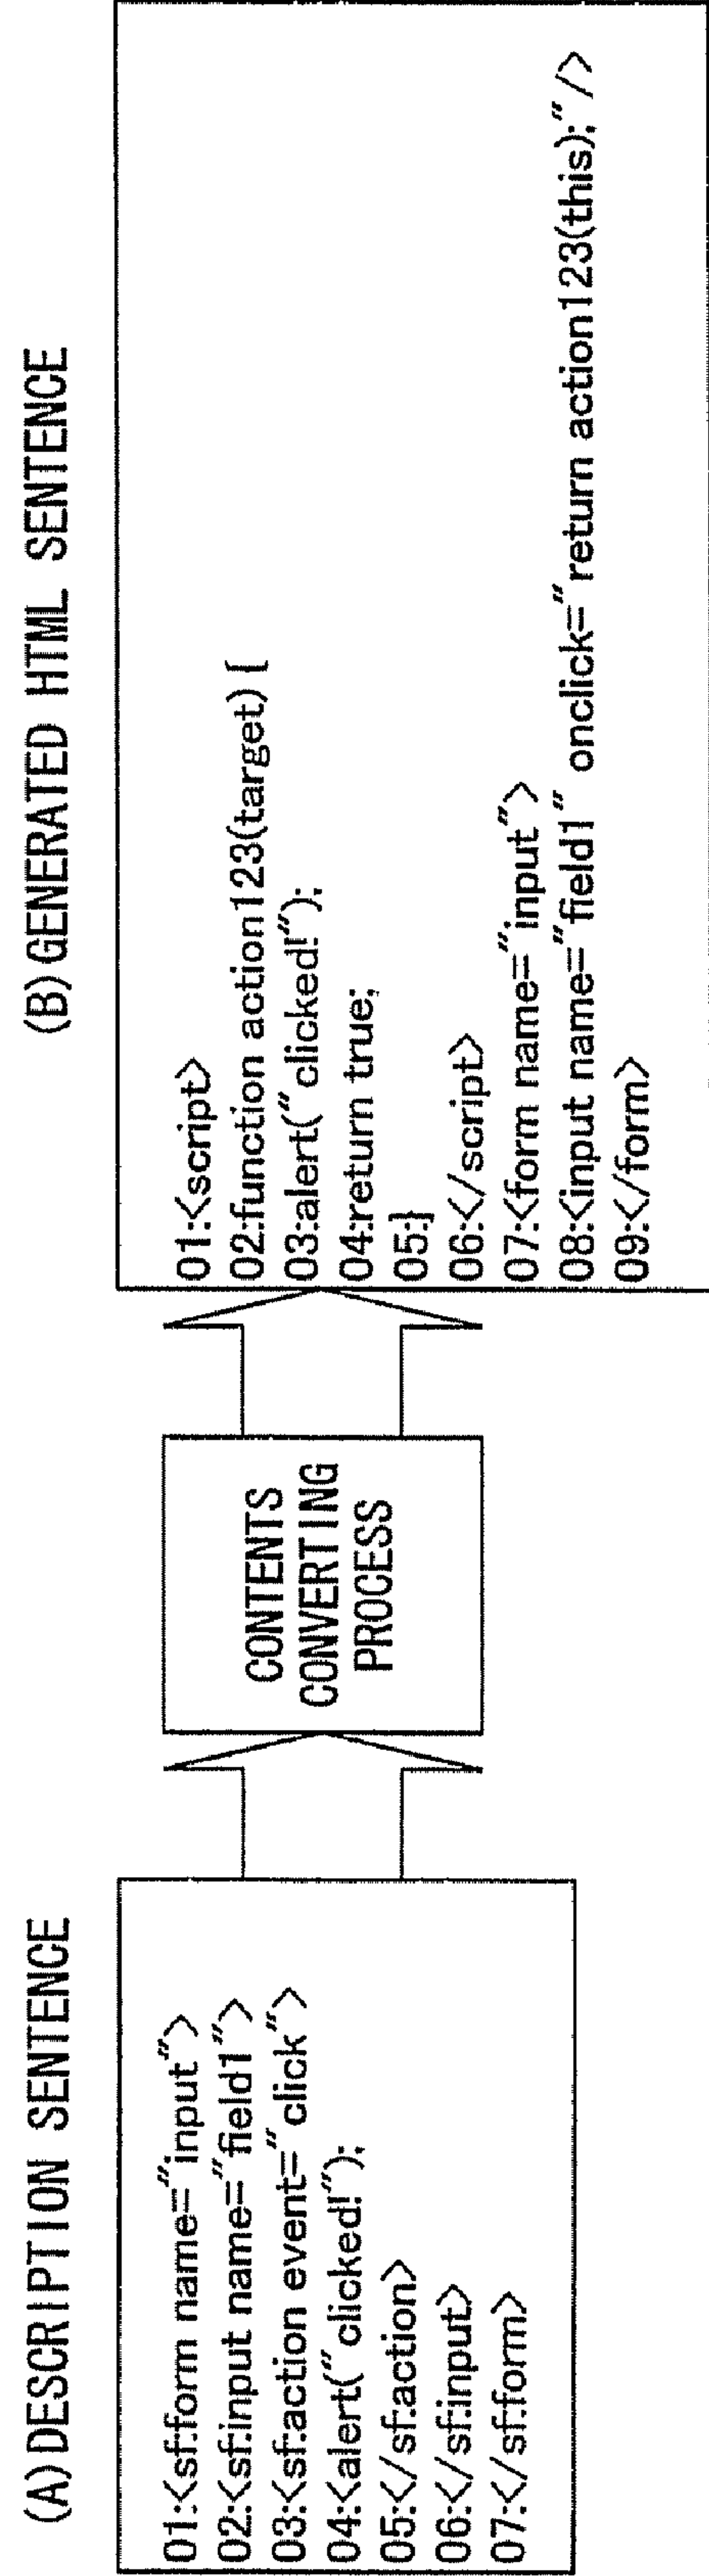 (A)DESCRIPTION SENTENCE
01:<sf:form name="input">
02:<sf:input name="field1">
03:<sf:action event="click">
04:<alert("clicked!");
05:</sf:action>
06:</sf:input>
07:</sf:form>
CONTENTS
CONVERTING
PROCESS
(B)GENERATED HTML SENTENCE
01:<script>
02:function action123(target) {
03:alert("clicked!");
04:return true;
05:}
06:</script>
07:<form name="input">
08:<input name="field1" onclick="return action123(this);"/>
09:</form>